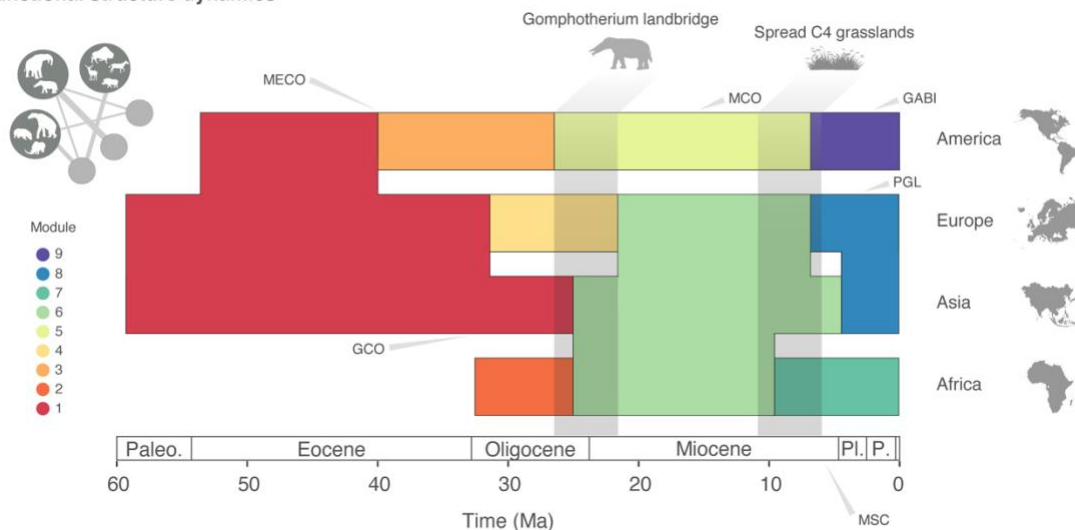 Gomphotherium landbridge
Spread C4 grasslands
MECO
MCO
GABI
America
PGL
Europe
Module
9
8
7
6
5
4
3
2
1
Asia
GCO
Africa
Paleo. Eocene Oligocene Miocene Pl. P.
60 50 40 30 20 10 0
MSC
Time (Ma)